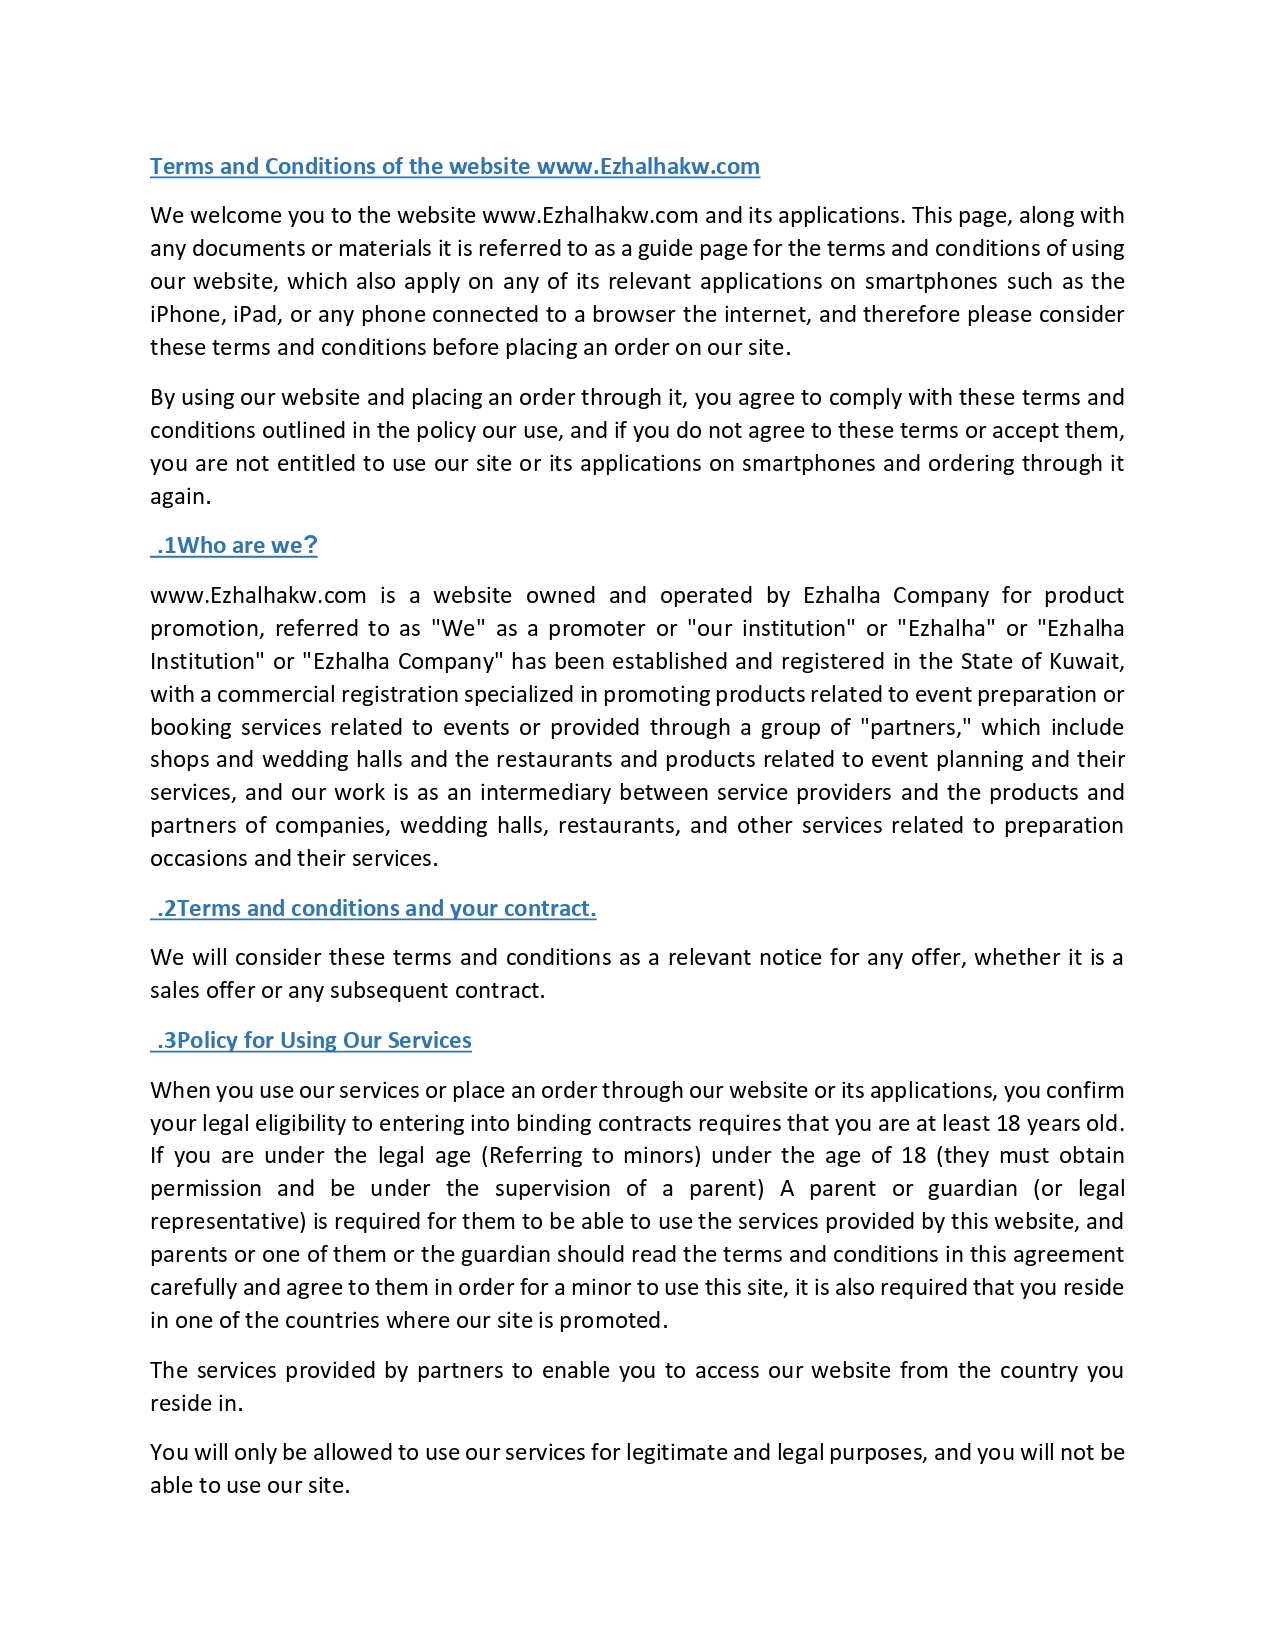 Terms and Conditions of the website www.Ezhalhakw.com
We welcome you to the website www.Ezhalhakw.com and its applications. This page, along with
any documents or materials it is referred to as a guide page for the terms and conditions of using
our website, which also apply on any of its relevant applications on smartphones such as the
iPhone, iPad, or any phone connected to a browser the internet, and therefore please consider
these terms and conditions before placing an order on our site.
By using our website and placing an order through it, you agree to comply with these terms and
conditions outlined in the policy our use, and if you do not agree to these terms or accept them,
you are not entitled to use our site or its applications on smartphones and ordering through it
again.
.1Who are we?
www.Ezhalhakw.com is a website owned and operated by Ezhalha Company for product
promotion, referred to as "We" as a promoter or "our institution" or "Ezhalha" or "Ezhalha
Institution" or "Ezhalha Company" has been established and registered in the State of Kuwait,
with a commercial registration specialized in promoting products related to event preparation or
booking services related to events or provided through a group of "partners," which include
shops and wedding halls and the restaurants and products related to event planning and their
services, and our work is as an intermediary between service providers and the products and
partners of companies, wedding halls, restaurants, and other services related to preparation
occasions and their services.
.2Terms and conditions and your contract.
We will consider these terms and conditions as a relevant notice for any offer, whether it is a
sales offer or any subsequent contract.
.3Policy for Using Our Services
When you use our services or place an order through our website or its applications, you confirm
your legal eligibility to entering into binding contracts requires that you are at least 18 years old.
If you are under the legal age (Referring to minors) under the age of 18 (they must obtain
permission and be under the supervision of a parent) A parent or guardian (or legal
representative) is required for them to be able to use the services provided by this website, and
parents or one of them or the guardian should read the terms and conditions in this agreement
carefully and agree to them in order for a minor to use this site, it is also required that you reside
in one of the countries where our site is promoted.
The services provided by partners to enable you to access our website from the country you
reside in.
You will only be allowed to use our services for legitimate and legal purposes, and you will not be
able to use our site.